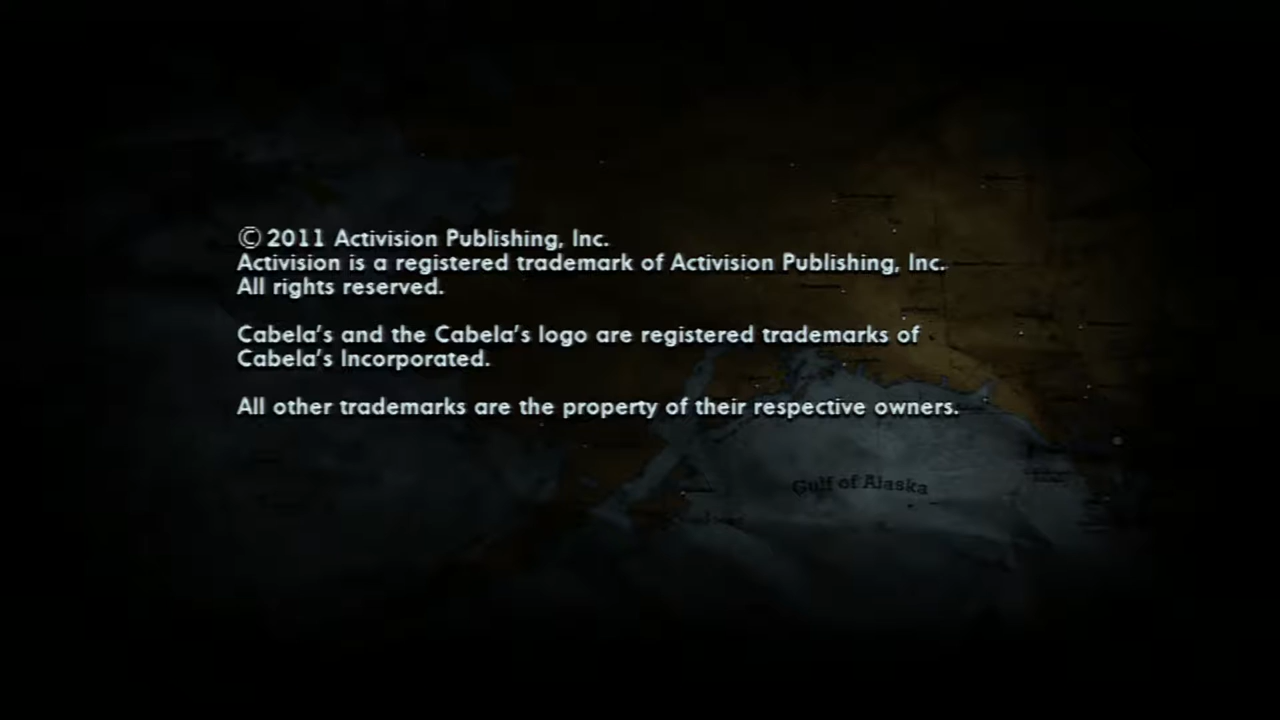 © 2011 Activision Publishing, Inc.
Activision is a registered trademark of Activision Publishing, Inc.
All rights reserved.
Cabela's and the Cabela's logo are registered trademarks of
Cabela's Incorporated.
All other trademarks are the property of their respective owners.
Gulf of Alaska